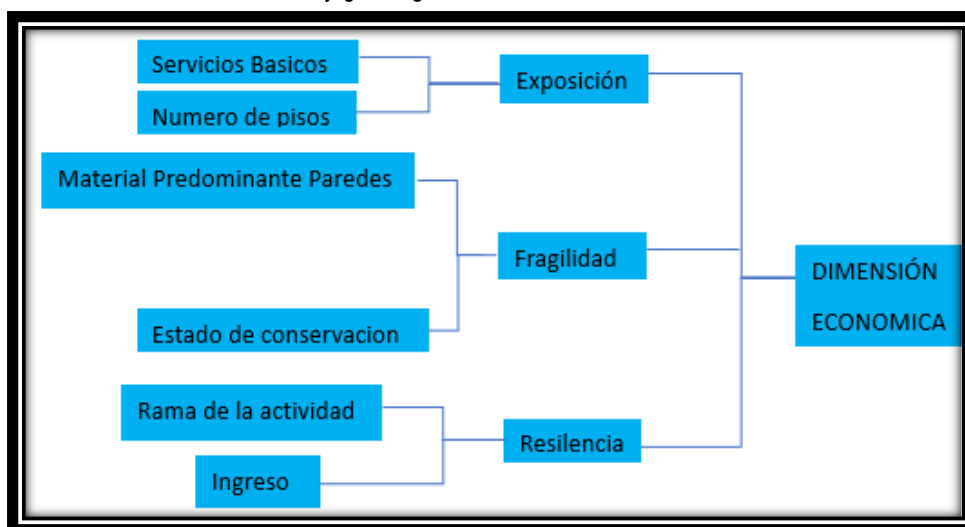 Servicios Basicos
Numero de pisos
Exposición
Material Predominante Paredes
Estado de conservacion
Fragilidad
Rama de la actividad
Ingreso
Resilencia
DIMENSIÓN
ECONOMICA